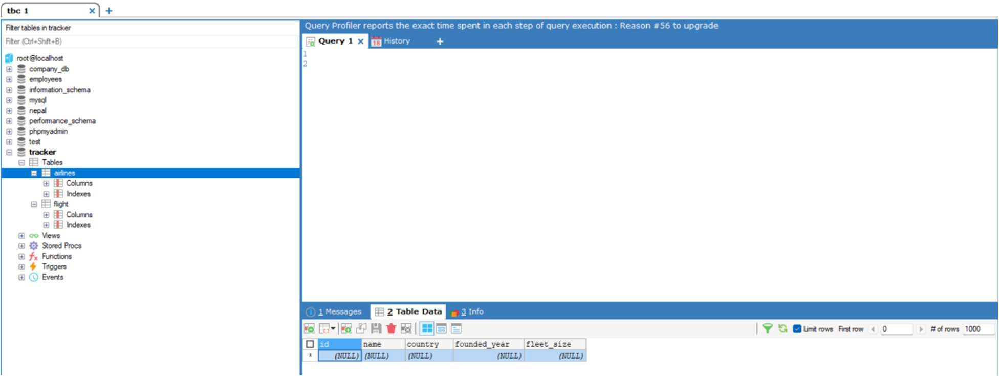 tbc 1
Filter tables in tracker
Filter (Ctrl+Shift+B)
root@localhost
company_db
employees
information_schema
mysql
nepal
performance_schema
phpmyadmin
test
tracker
Tables
airlines
Columns
Indexes
flight
Columns
Indexes
Views
Stored Procs
Functions
Triggers
Events
Query Profiler reports the exact time spent in each step of query execution : Reason #56 to upgrade
Query 1 18 History
1
2
1 Messages 2 Table Data 3 Info
Limit rows First row 0 # of rows 1000
id name country founded_year fleet_size
* (NULL) (NULL) (NULL) (NULL) (NULL)